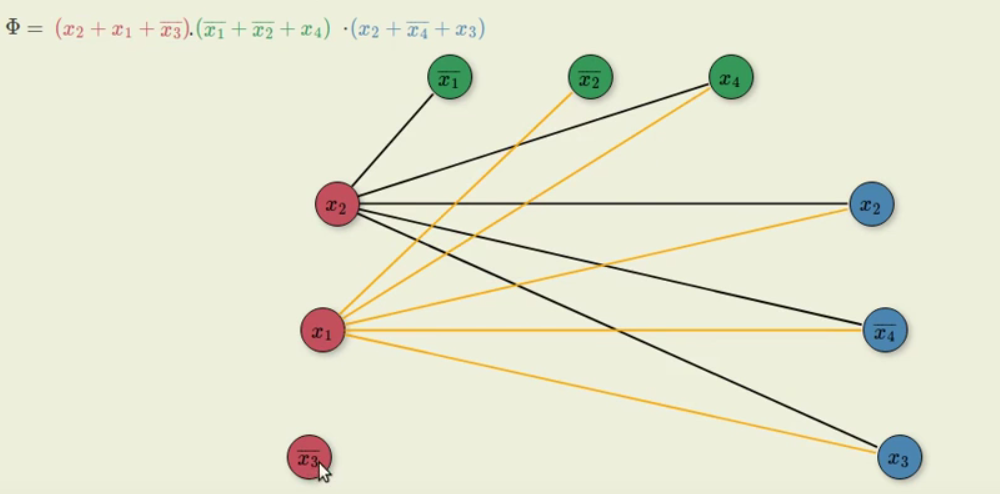 Φ = (x₂ + x₁ + x̅₃).(x̅₁ + x̅₂ + x₄) ·(x₂ + x̅₄ + x₃)
x̅₁ x̅₂ x₄
x₂ x₂
x₁ x̅₄
x̅₃ x₃